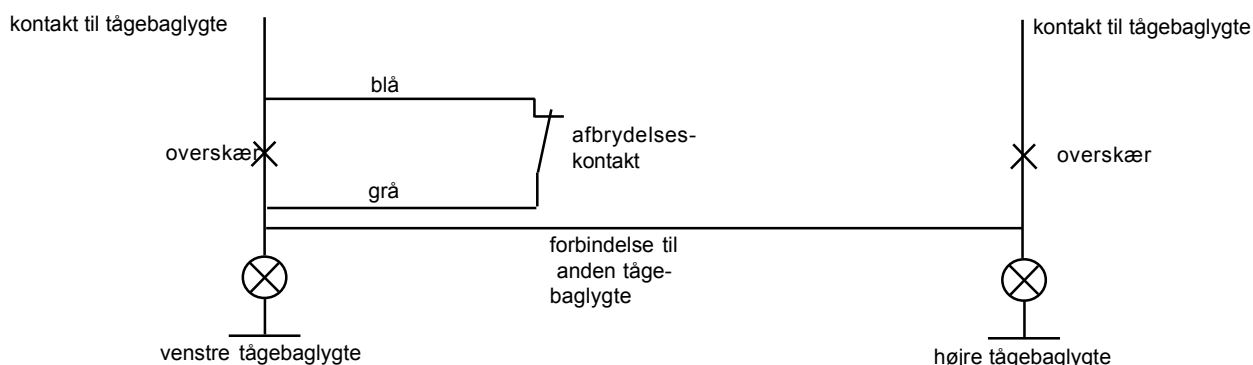 kontakt til tågebaglygte
kontakt til tågebaglygte
blå
afbrydelses-
kontakt
overskær
overskær
grå
forbindelse til
anden tåge-
baglygte
venstre tågebaglygte
højre tågebaglygte